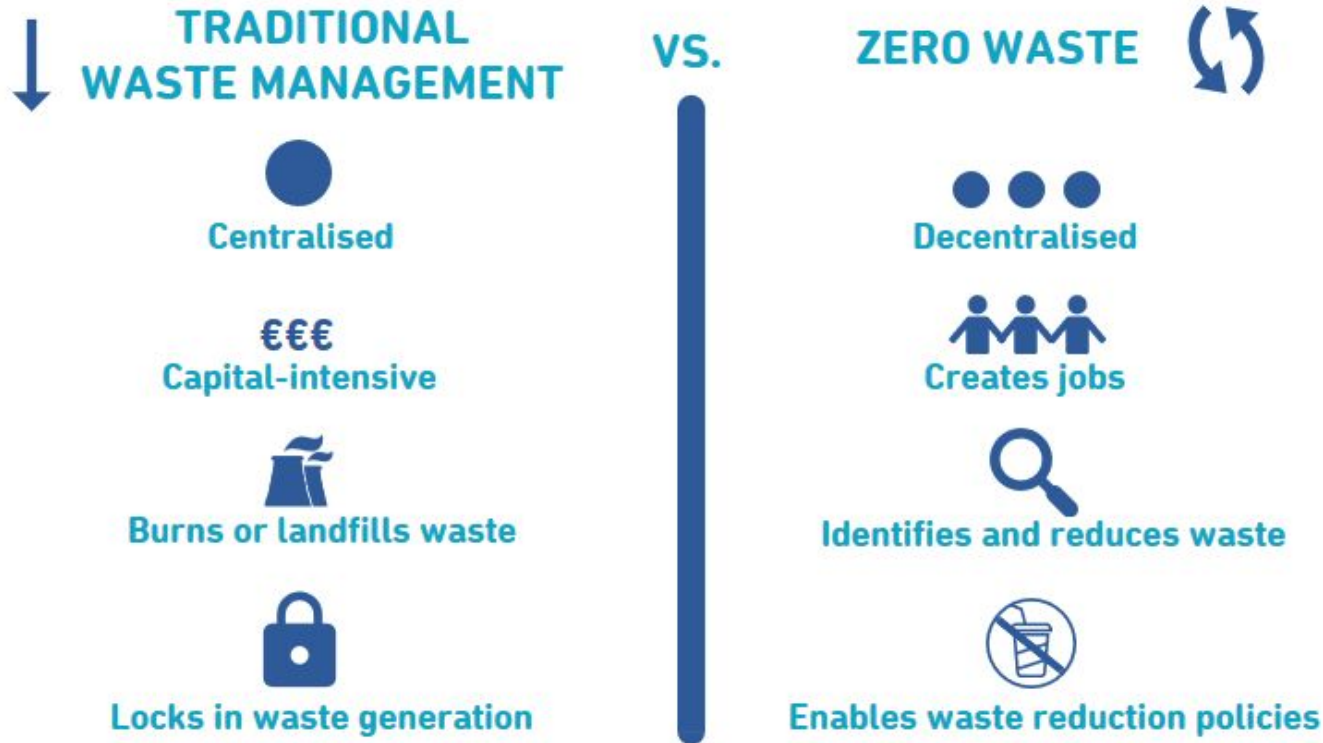 TRADITIONAL
WASTE MANAGEMENT
VS.
ZERO WASTE
Centralised
Decentralised
€€€
Capital-intensive
Creates jobs
Burns or landfills waste
Identifies and reduces waste
Locks in waste generation
Enables waste reduction policies